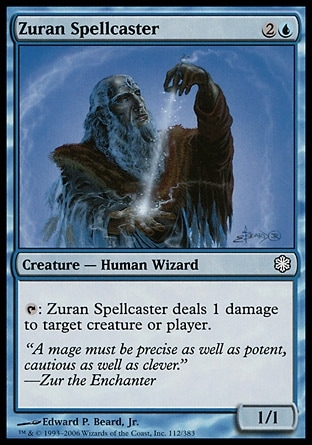 Zuran Spellcaster 2
Creature — Human Wizard
: Zuran Spellcaster deals 1 damage
to target creature or player.
“A mage must be precise as well as potent,
cautious as well as clever.”
—Zur the Enchanter
Edward P. Beard, Jr.
™ & © 1993–2006 Wizards of the Coast, Inc. 112/383
1/1